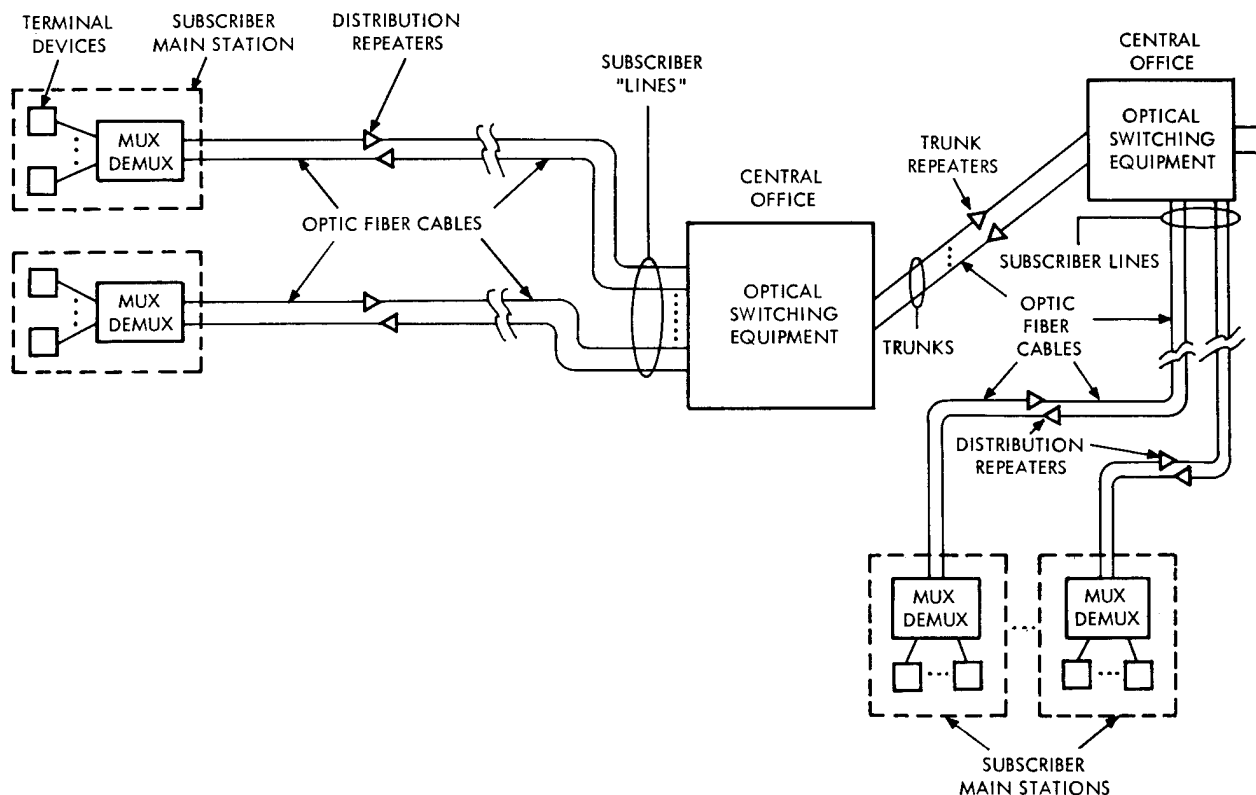 TERMINAL
DEVICES
SUBSCRIBER
MAIN STATION
DISTRIBUTION
REPEATERS
SUBSCRIBER
"LINES"
CENTRAL
OFFICE
MUX
DEMUX
OPTICAL
SWITCHING
EQUIPMENT
TRUNK
REPEATERS
CENTRAL
OFFICE
OPTIC FIBER CABLES
SUBSCRIBER LINES
MUX
DEMUX
OPTICAL
SWITCHING
EQUIPMENT
TRUNKS
OPTIC
FIBER
CABLES
DISTRIBUTION
REPEATERS
MUX
DEMUX
MUX
DEMUX
SUBSCRIBER
MAIN STATIONS